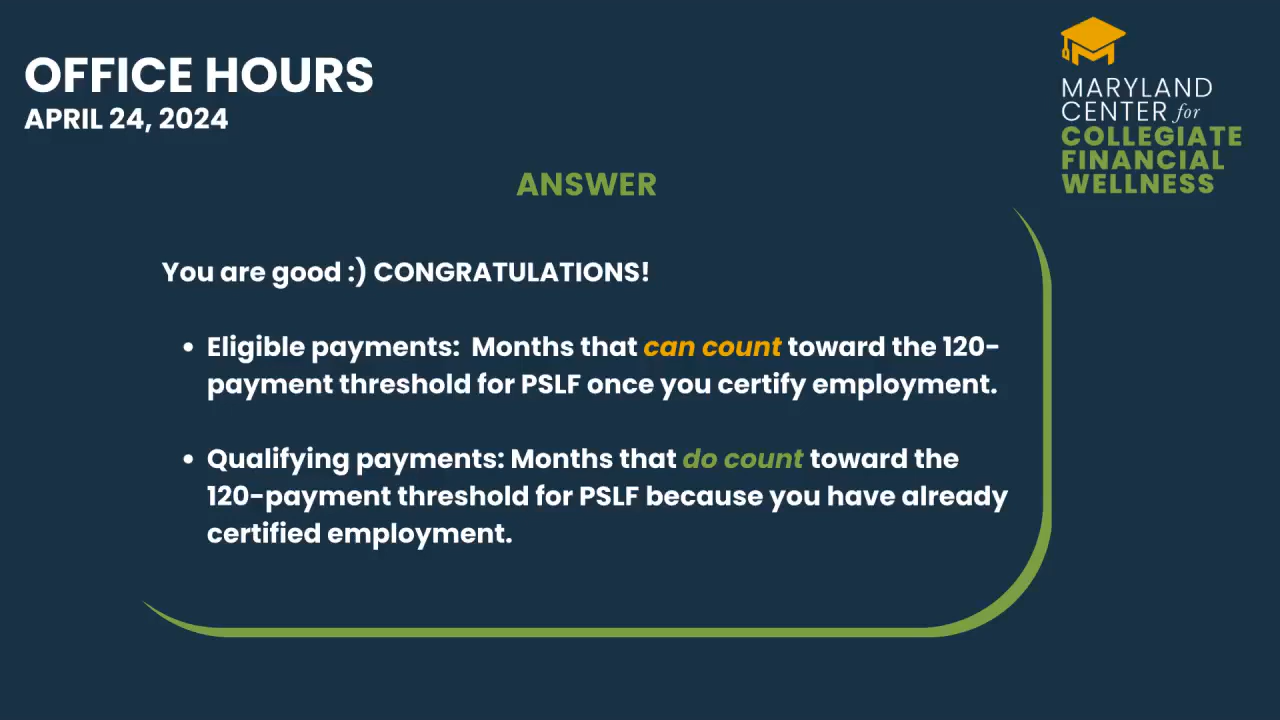 OFFICE HOURS
APRIL 24, 2024
MARYLAND
CENTER for
COLLEGIATE
FINANCIAL
WELLNESS
ANSWER
You are good :) CONGRATULATIONS!
• Eligible payments:  Months that can count toward the 120-
payment threshold for PSLF once you certify employment.
• Qualifying payments: Months that do count toward the
120-payment threshold for PSLF because you have already
certified employment.